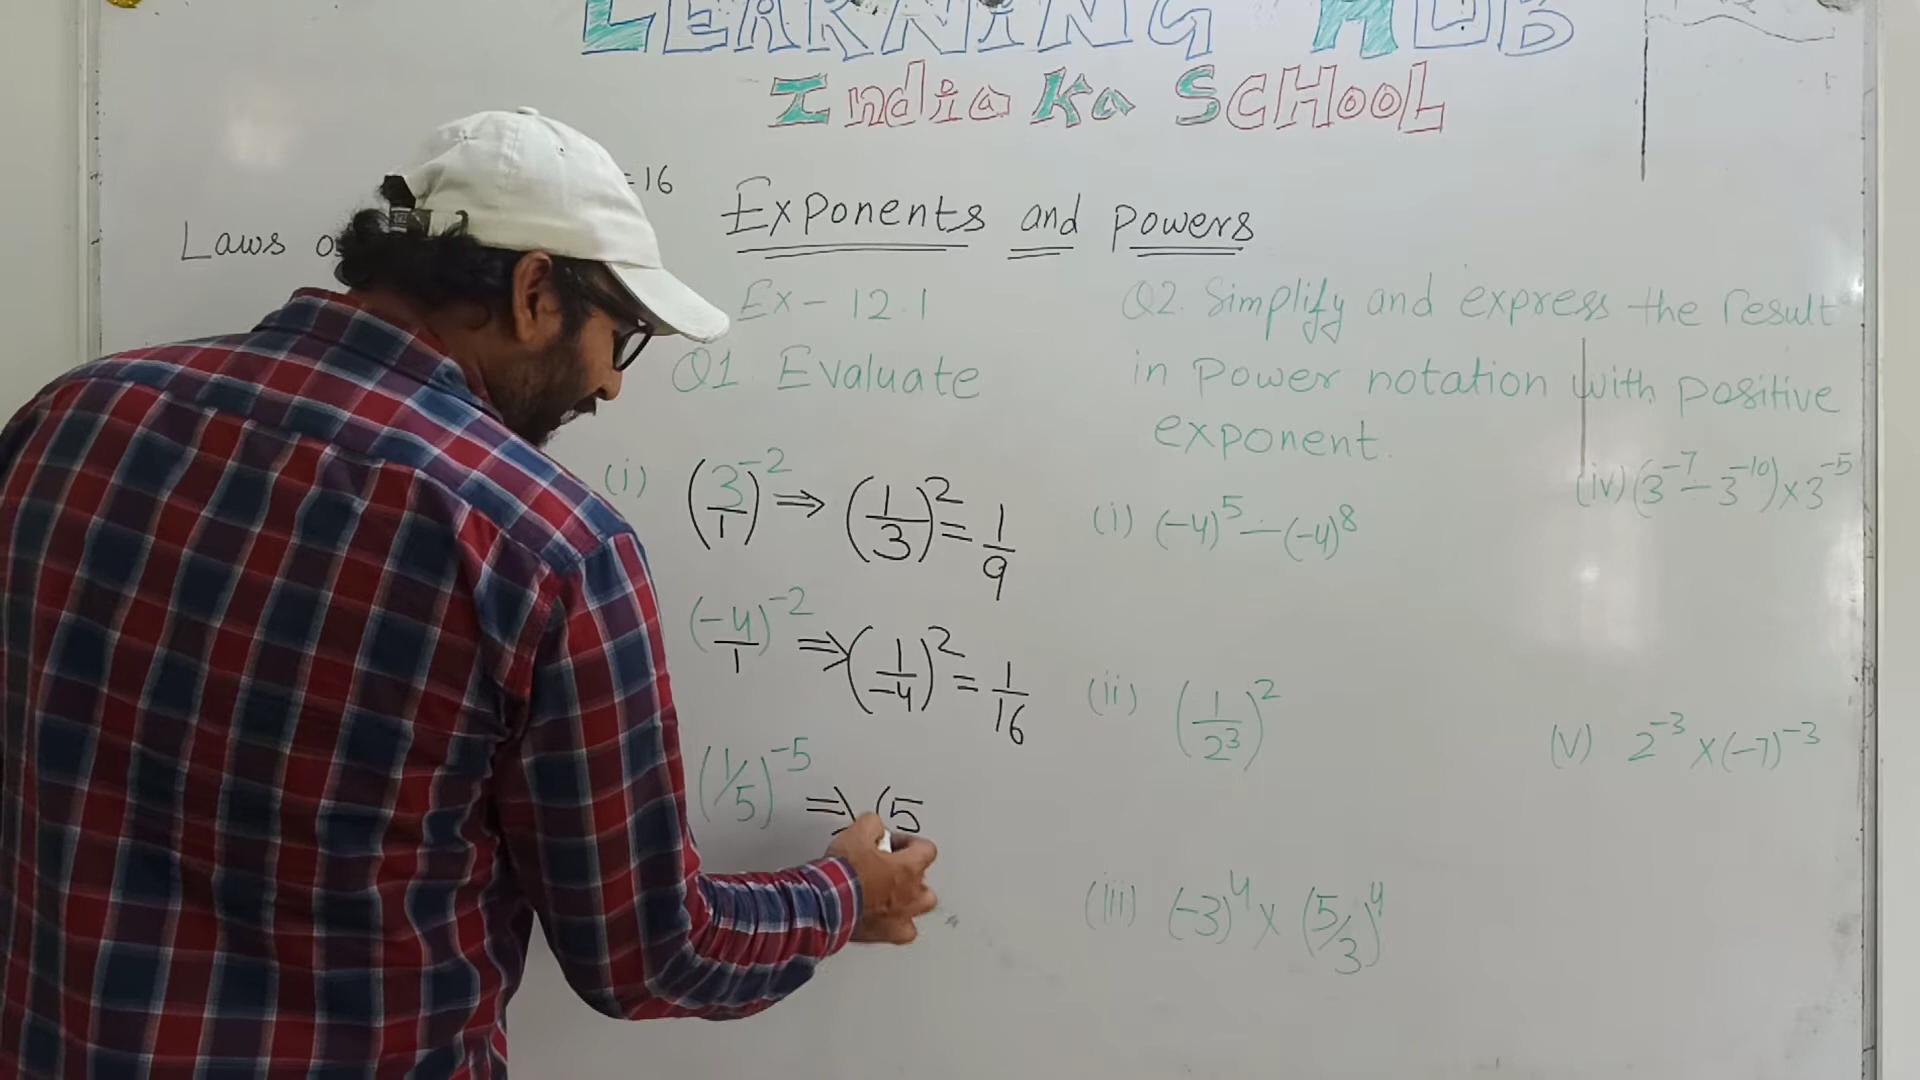 LEARNING HUB
India Ka SCHOOL
=16
Exponents and Powers
Laws
Ex-12.1
Q1. Evaluate
(i) (3/1)^-2 ⇒ (1/3)^2 = 1/9
(-4/1)^-2 ⇒ (1/-4)^2 = 1/16
(1/5)^-5 ⇒ (5
Q2. Simplify and express the result
in Power notation with positive
exponent.
(i) (-4)^5 ÷ (-4)^8
(ii) (1/2^3)^2
(iii) (-3)^4 × (5/3)^4
(iv) (3^-7 ÷ 3^-10) × 3^-5
(v) 2^-3 × (-7)^-3